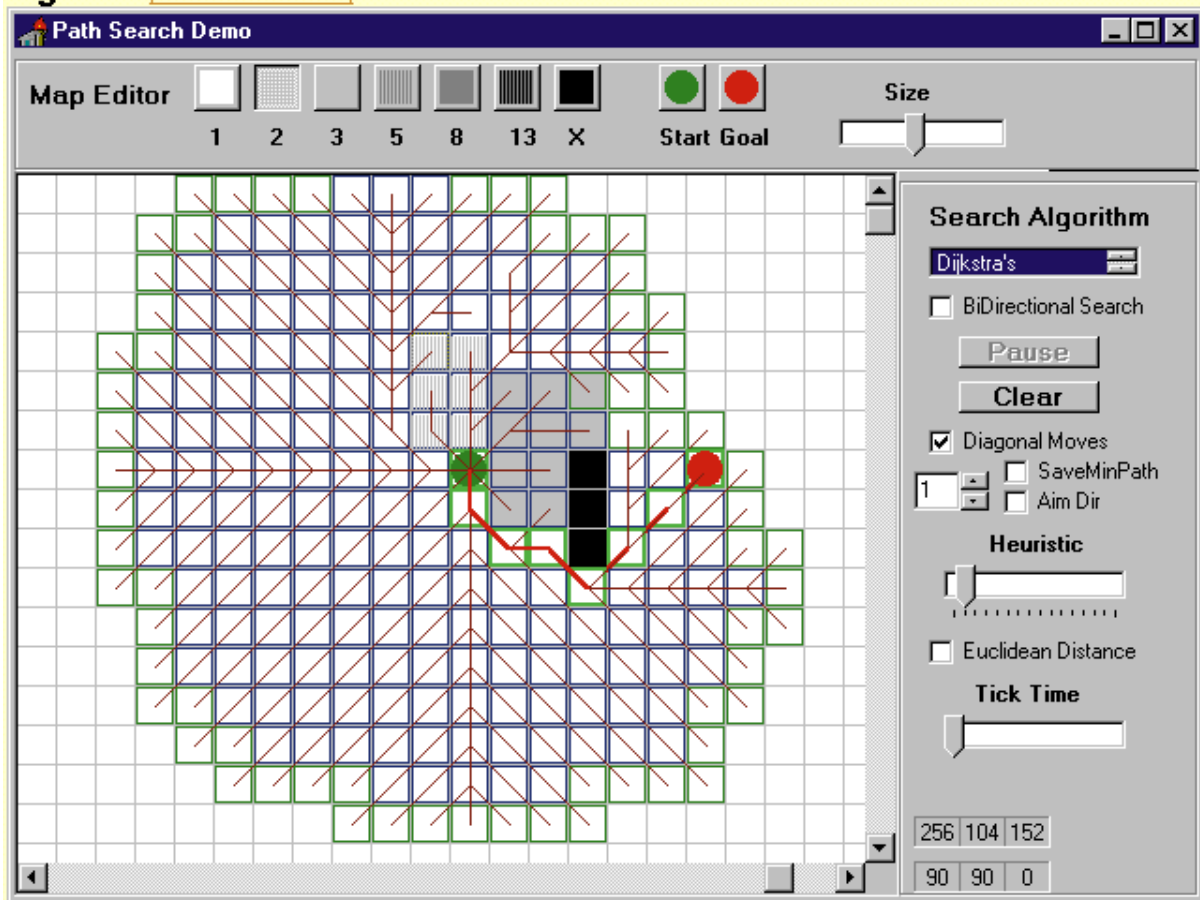 Path Search Demo
Map Editor
1 2 3 5 8 13 X
Start Goal
Size
Search Algorithm
Dijkstra's
BiDirectional Search
Pause
Clear
Diagonal Moves
1
SaveMinPath
Aim Dir
Heuristic
Euclidean Distance
Tick Time
256 104 152
90 90 0